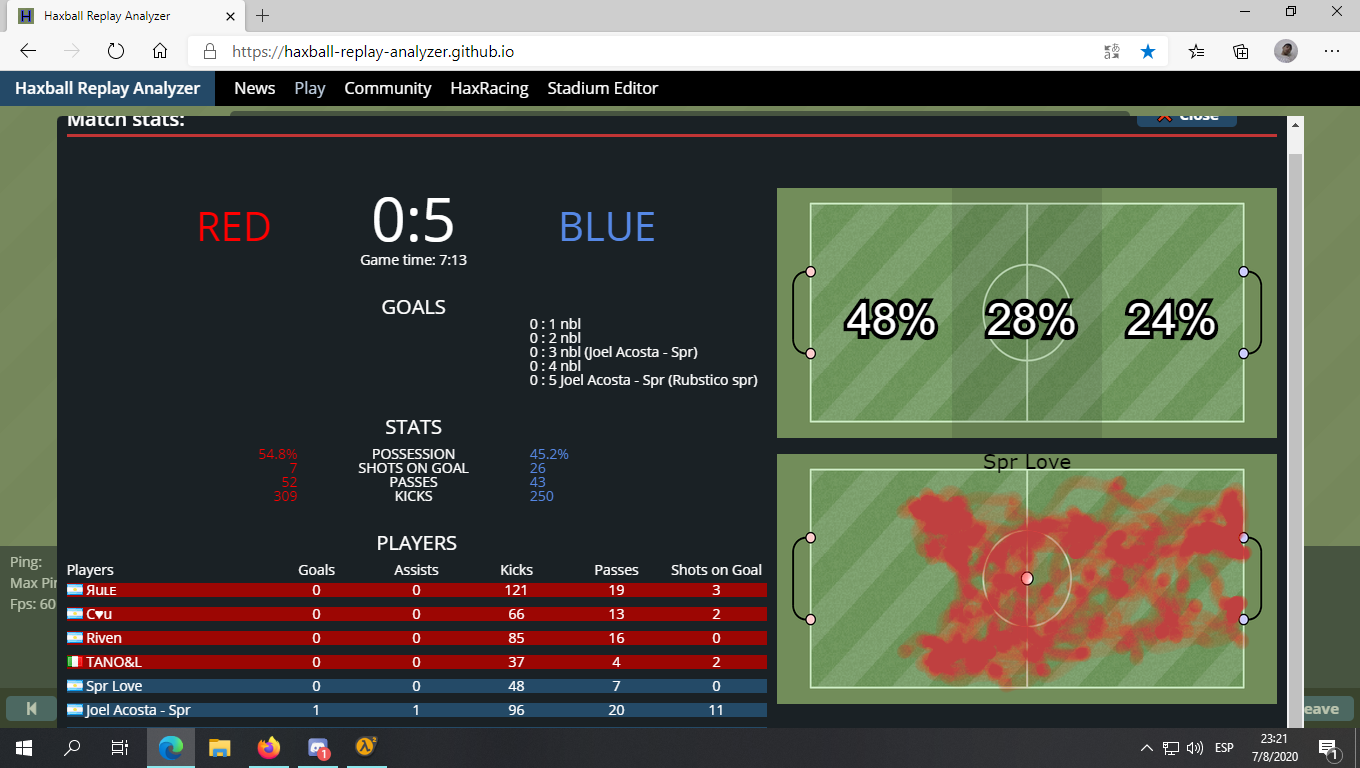 Haxball Replay Analyzer
https://haxball-replay-analyzer.github.io
Haxball Replay Analyzer News Play Community HaxRacing Stadium Editor
Match stats: Close
RED 0:5 BLUE
Game time: 7:13
GOALS
0 : 1 nbl
0 : 2 nbl
0 : 3 nbl (Joel Acosta - Spr)
0 : 4 nbl
0 : 5 Joel Acosta - Spr (Rubstico spr)
STATS
54.8% POSSESSION 45.2%
7 SHOTS ON GOAL 26
52 PASSES 43
309 KICKS 250
PLAYERS
Players Goals Assists Kicks Passes Shots on Goal
Яᴜʟᴇ 0 0 121 19 3
C♥u 0 0 66 13 2
Riven 0 0 85 16 0
TANO&L 0 0 37 4 2
Spr Love 0 0 48 7 0
Joel Acosta - Spr 1 1 96 20 11
48% 28% 24%
Spr Love
Ping:
Max Pin
Fps: 60
eave
ESP
23:21
7/8/2020
1
1